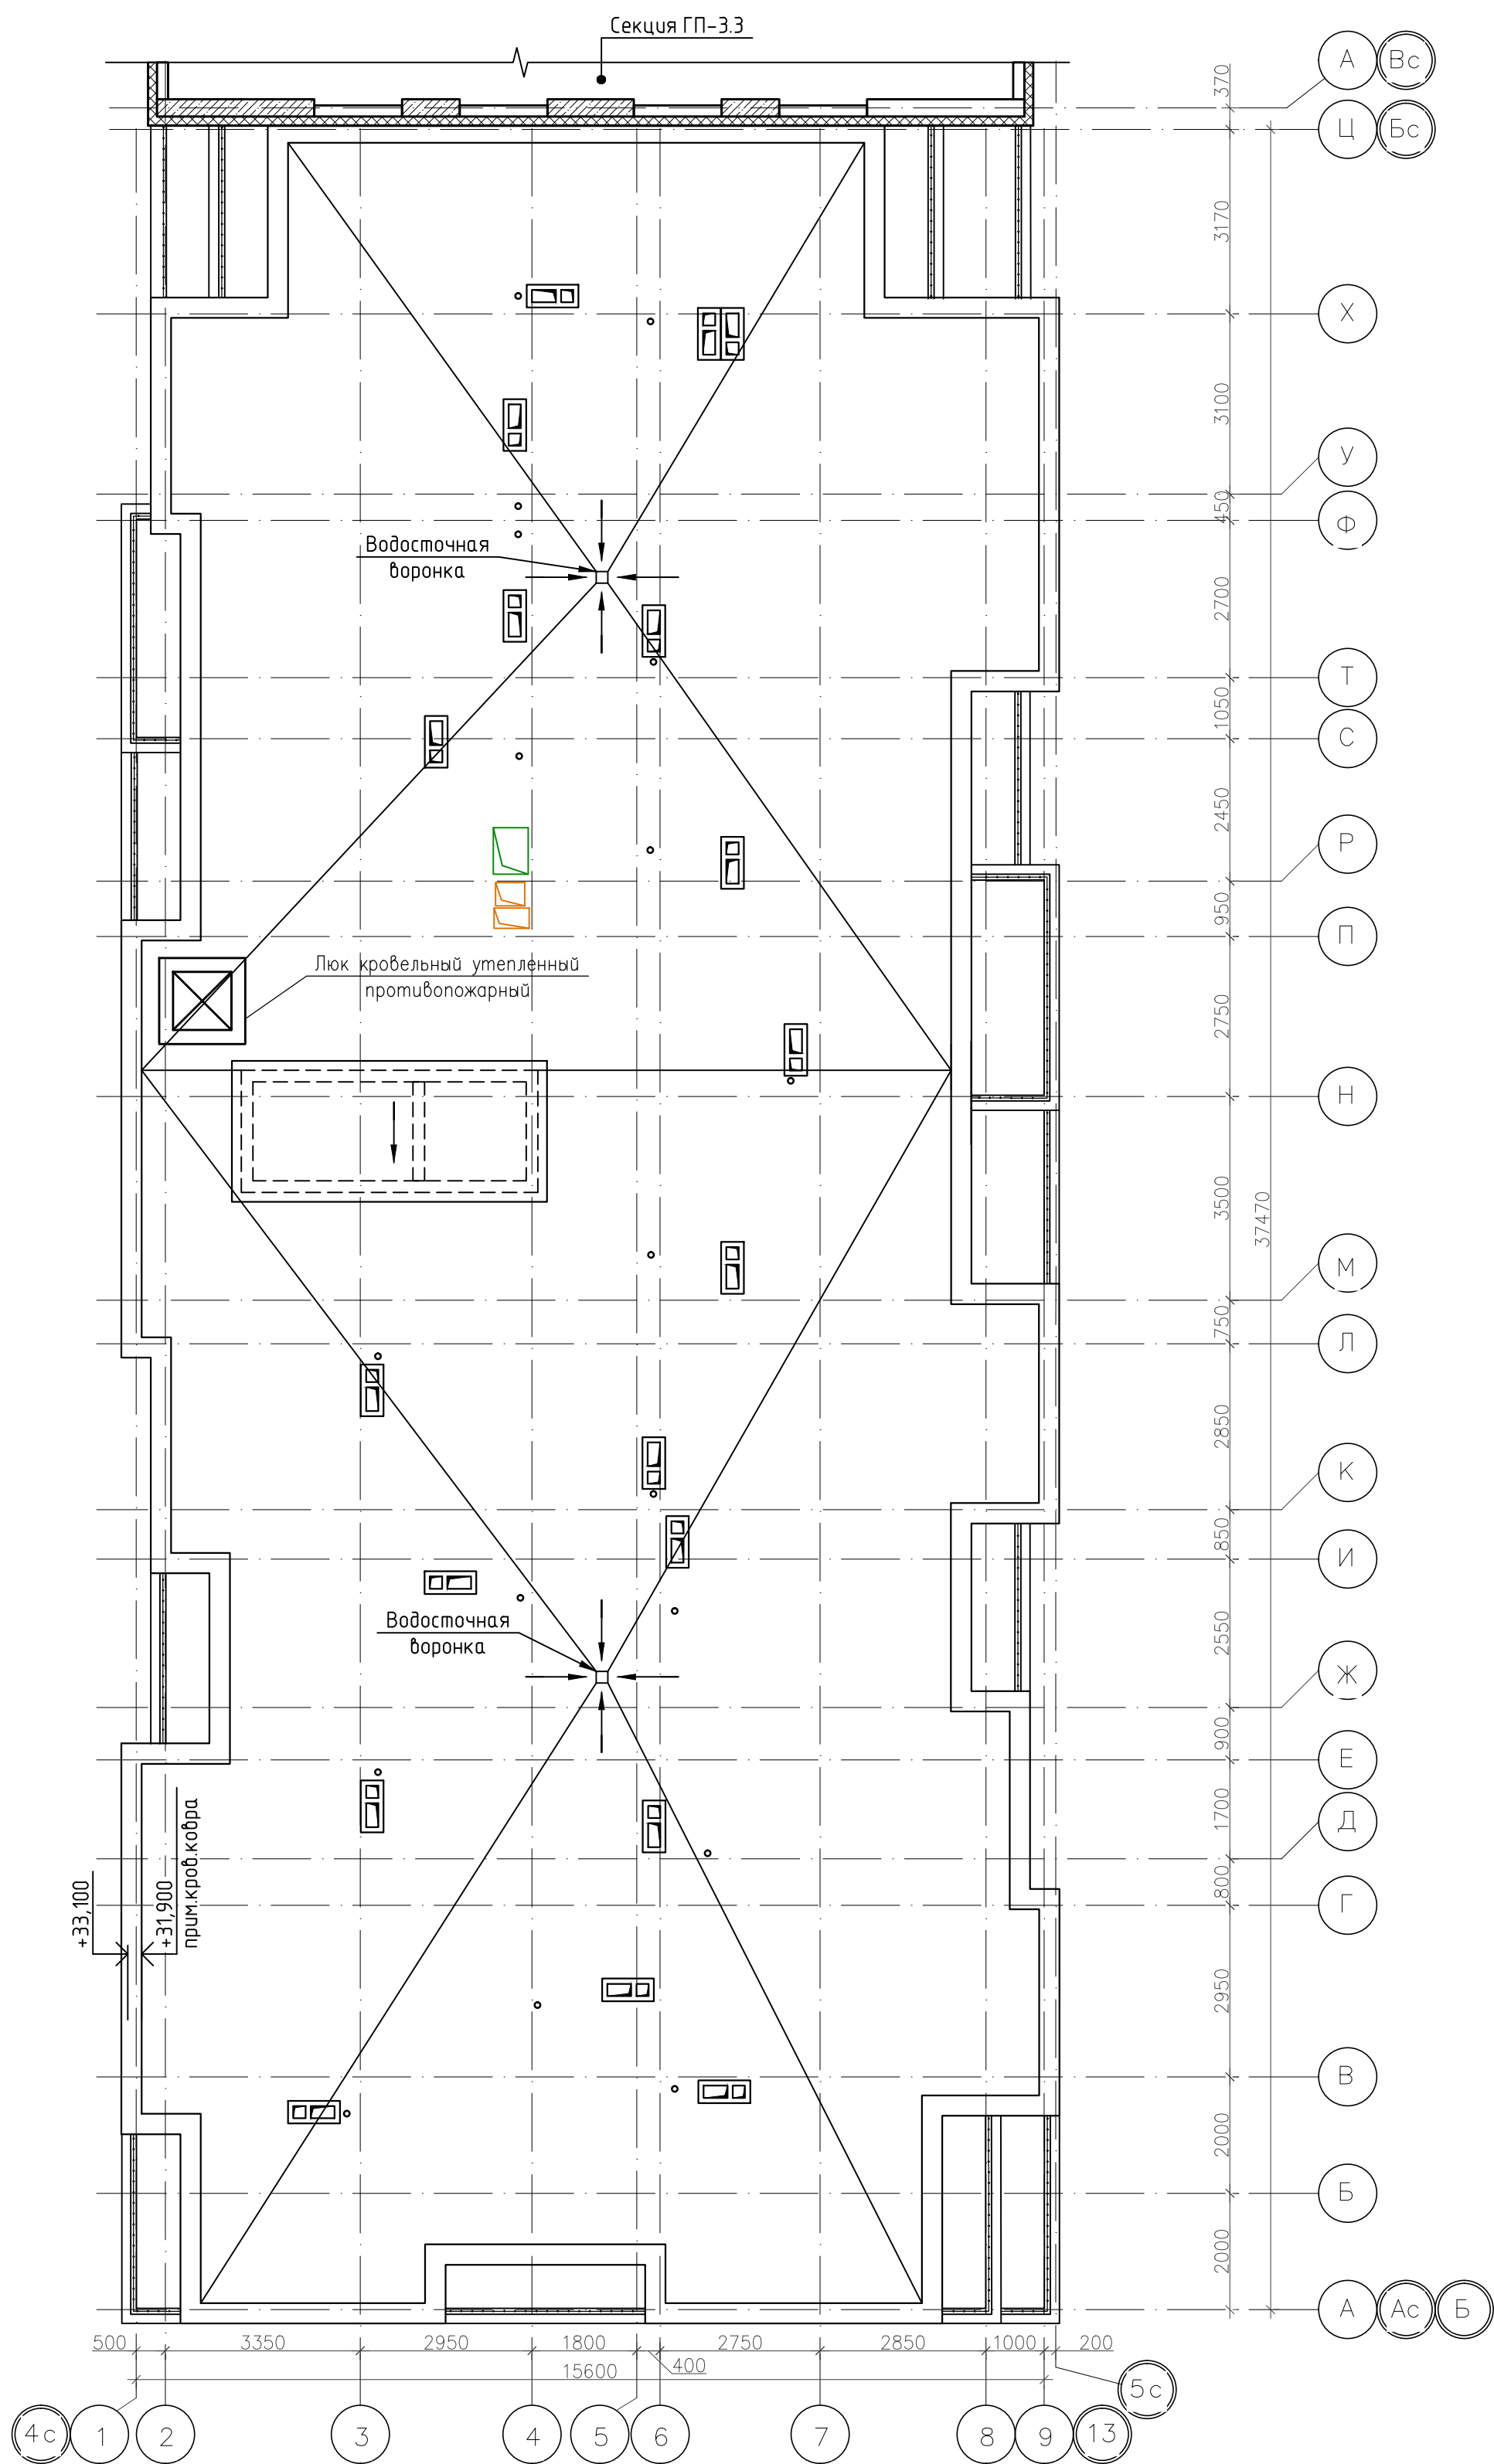 Секция ГП-3.3
А Вс
370
Ц Бс
3170
Х
3100
У
450
Ф
Водосточная
воронка
2700
Т
1050
С
2450
Р
950
П
Люк кровельный утепленный
противопожарный
2750
Н
3500
37470
М
750
Л
2850
К
850
И
Водосточная
воронка
2550
Ж
900
Е
1700
Д
+33,100
+31,900
прим.кров.ковра
800
Г
2950
В
2000
Б
2000
А Ас Б
500 3350 2950 1800 2750 2850 1000 200
400
15600
5с
4с 1 2 3 4 5 6 7 8 9 13